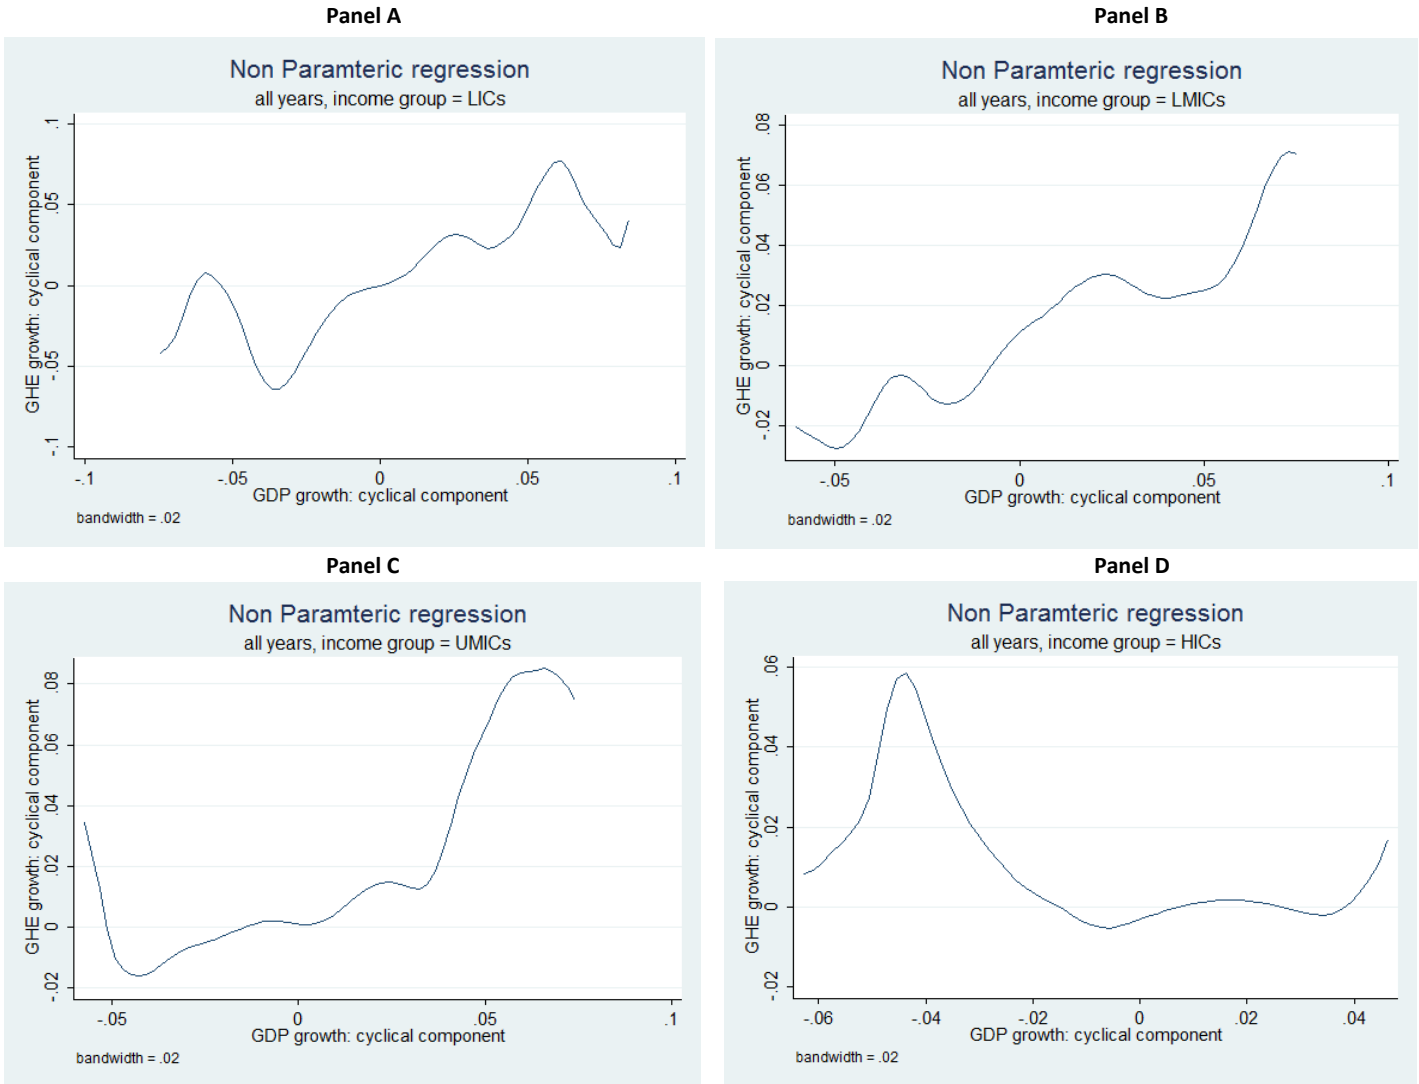 Panel A
Non Paramteric regression
all years, income group = LICs
GHE growth: cyclical component
.1
.05
0
-.05
-.1
-.1
-.05
0
.05
.1
GDP growth: cyclical component
bandwidth = .02
Panel B
Non Paramteric regression
all years, income group = LMICs
GHE growth: cyclical component
.08
.06
.04
.02
0
-.02
-.05
0
.05
.1
GDP growth: cyclical component
bandwidth = .02
Panel C
Non Paramteric regression
all years, income group = UMICs
GHE growth: cyclical component
.08
.06
.04
.02
0
-.02
-.05
0
.05
.1
GDP growth: cyclical component
bandwidth = .02
Panel D
Non Paramteric regression
all years, income group = HICs
GHE growth: cyclical component
.06
.04
.02
0
-.02
-.06
-.04
-.02
0
.02
.04
GDP growth: cyclical component
bandwidth = .02